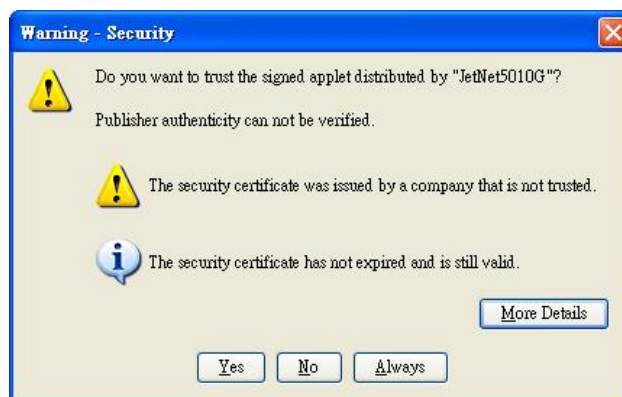 Warning - Security
Do you want to trust the signed applet distributed by "JetNet5010G"?
Publisher authenticity can not be verified.
The security certificate was issued by a company that is not trusted.
The security certificate has not expired and is still valid.
More Details
Yes No Always